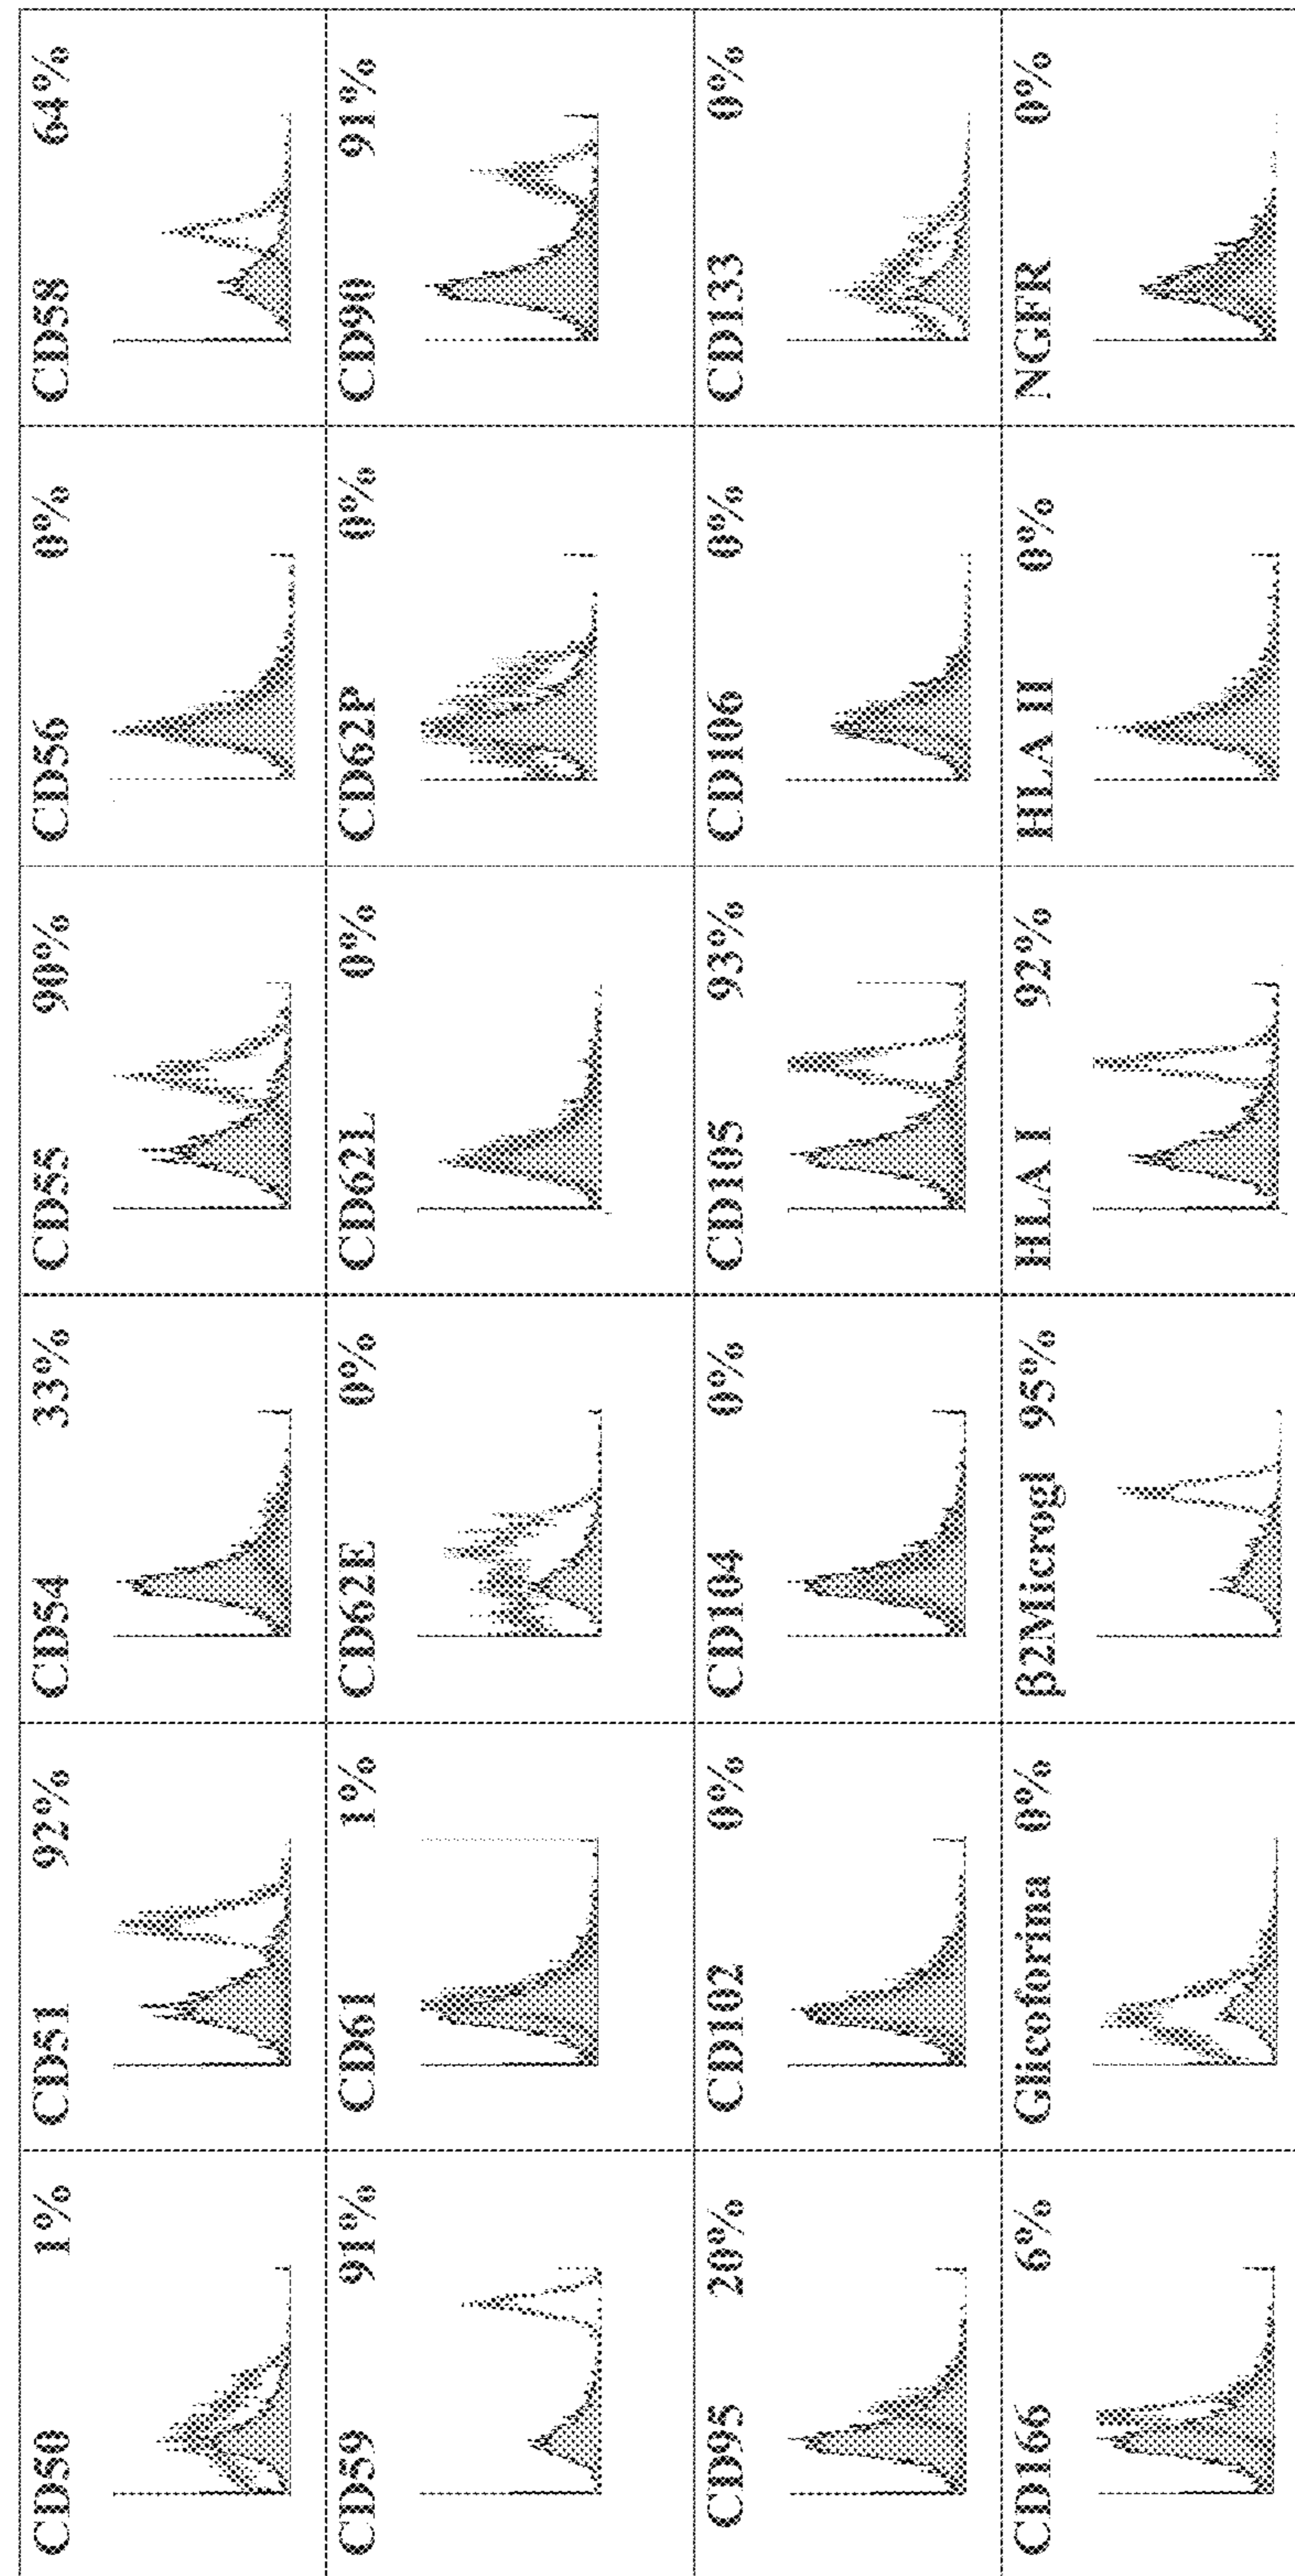 CD50 1%
CD51 92%
CD54 33%
CD55 90%
CD56 0%
CD58 64%
CD59 91%
CD61 1%
CD62E 0%
CD62L 0%
CD62P 0%
CD90 91%
CD95 20%
CD102 0%
CD104 0%
CD105 93%
CD106 0%
CD133 0%
CD166 6%
Glicoforina 0%
β2Microgl 95%
HLA I 92%
HLA II 0%
NGFR 0%